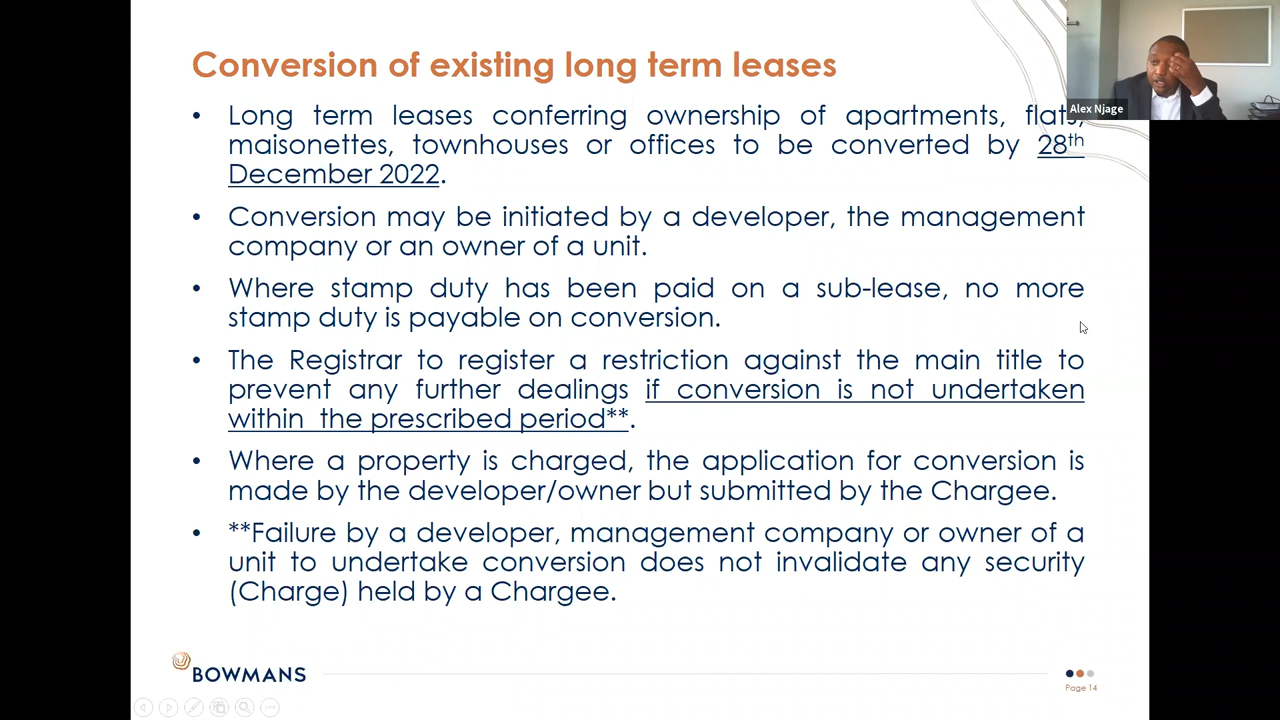 Conversion of existing long term leases
Alex Njage
• Long term leases conferring ownership of apartments, flats,
maisonettes, townhouses or offices to be converted by 28th
December 2022.
• Conversion may be initiated by a developer, the management
company or an owner of a unit.
• Where stamp duty has been paid on a sub-lease, no more
stamp duty is payable on conversion.
• The Registrar to register a restriction against the main title to
prevent any further dealings if conversion is not undertaken
within the prescribed period**.
• Where a property is charged, the application for conversion is
made by the developer/owner but submitted by the Chargee.
• **Failure by a developer, management company or owner of a
unit to undertake conversion does not invalidate any security
(Charge) held by a Chargee.
BOWMANS
Page 14